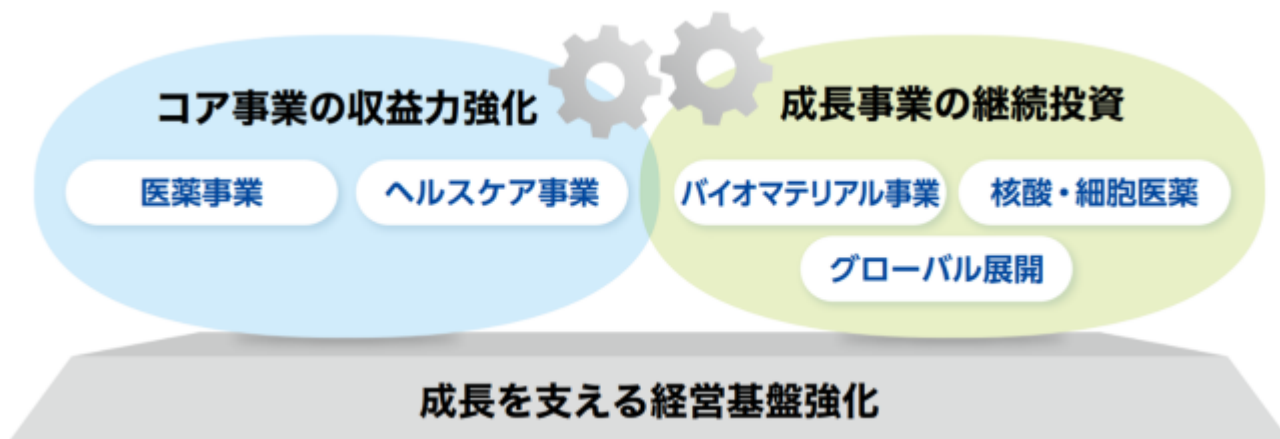 コア事業の収益力強化
成長事業の継続投資
医薬事業
ヘルスケア事業
バイオマテリアル事業
核酸・細胞医薬
グローバル展開
成長を支える経営基盤強化